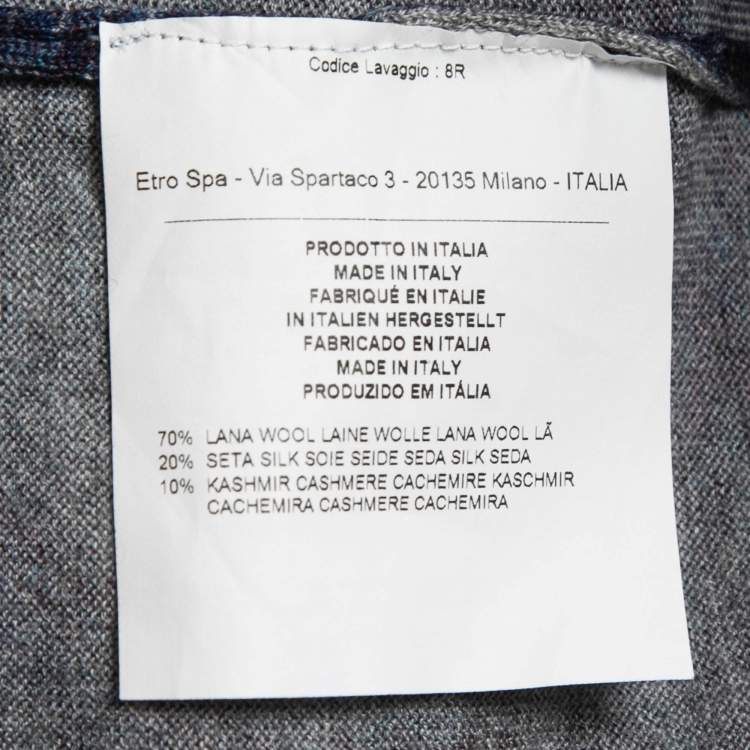 Codice Lavaggio : 8R
Etro Spa - Via Spartaco 3 - 20135 Milano - ITALIA
PRODOTTO IN ITALIA
MADE IN ITALY
FABRIQUÉ EN ITALIE
IN ITALIEN HERGESTELLT
FABRICADO EN ITALIA
MADE IN ITALY
PRODUZIDO EM ITÁLIA
70% LANA WOOL LAINE WOLLE LANA WOOL LÃ
20% SETA SILK SOIE SEIDE SEDA SILK SEDA
10% KASHMIR CASHMERE CACHEMIRE KASCHMIR
CACHEMIRA CASHMERE CACHEMIRA